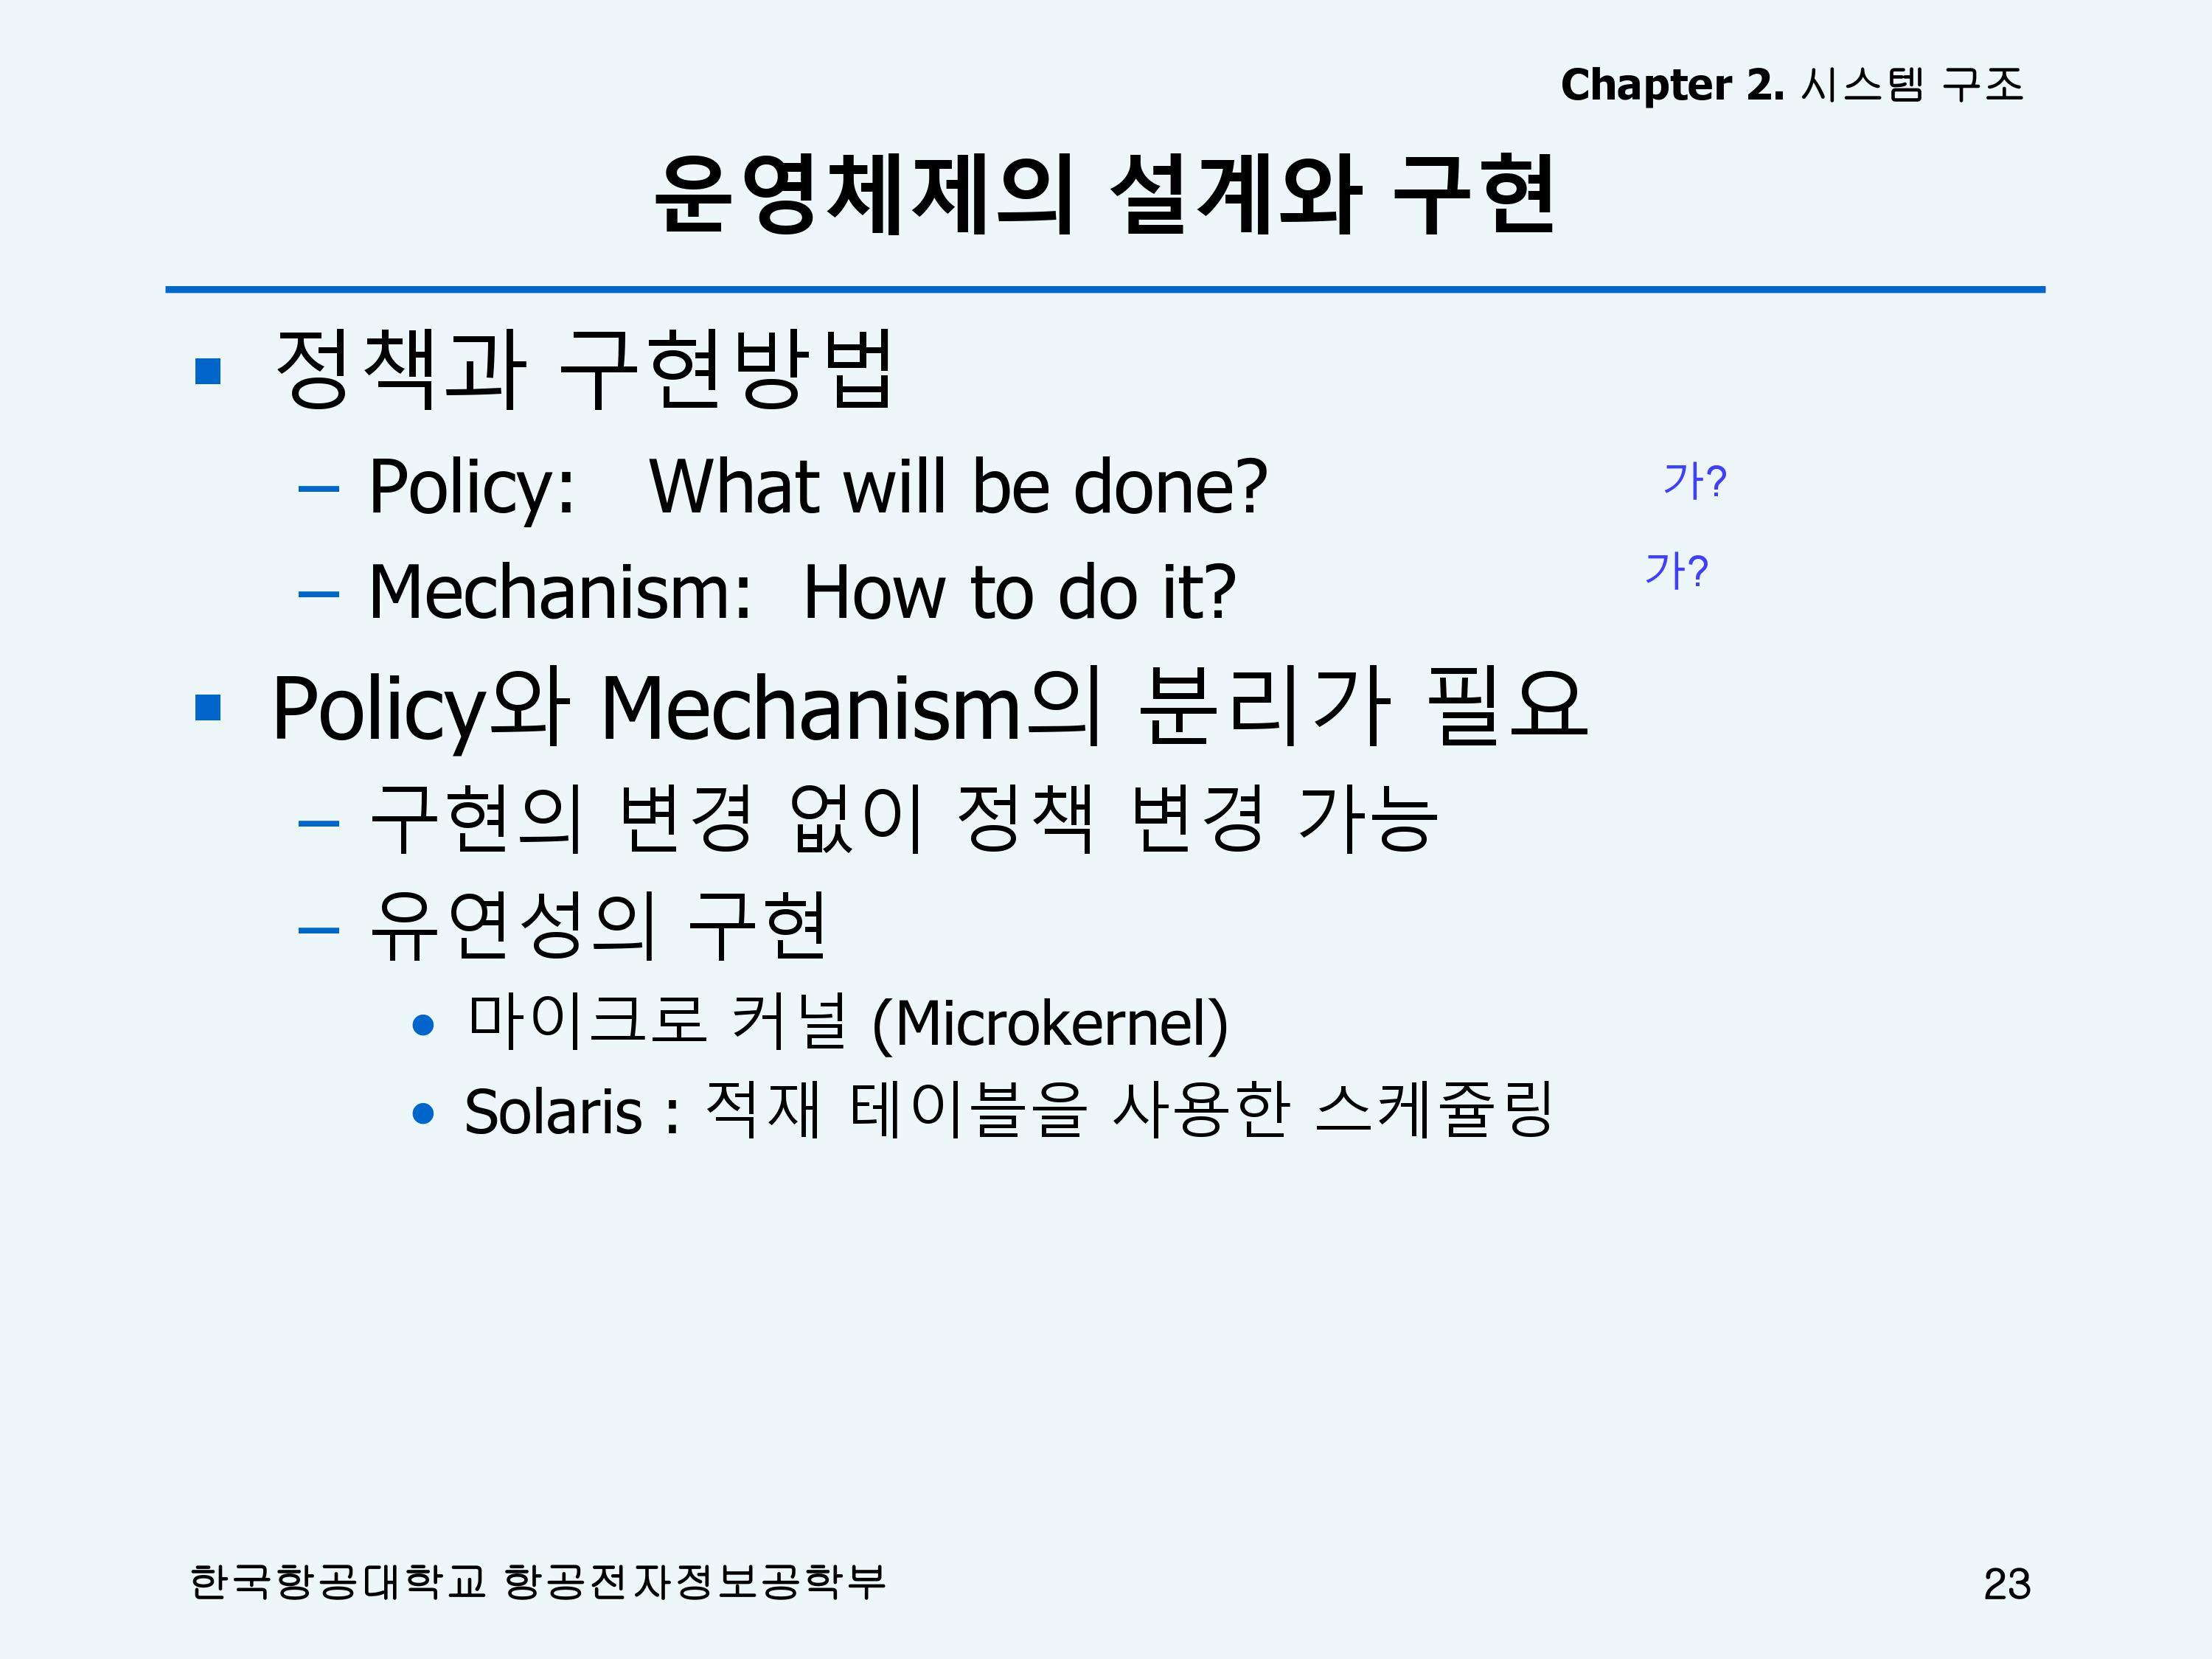 Chapter 2. 시스템 구조
운영체제의 설계와 구현
정책과 구현방법
– Policy: What will be done? 가?
– Mechanism: How to do it? 가?
Policy와 Mechanism의 분리가 필요
– 구현의 변경 없이 정책 변경 가능
– 유연성의 구현
• 마이크로 커널 (Microkernel)
• Solaris : 적재 테이블을 사용한 스케쥴링
한국항공대학교 항공전자정보공학부 23